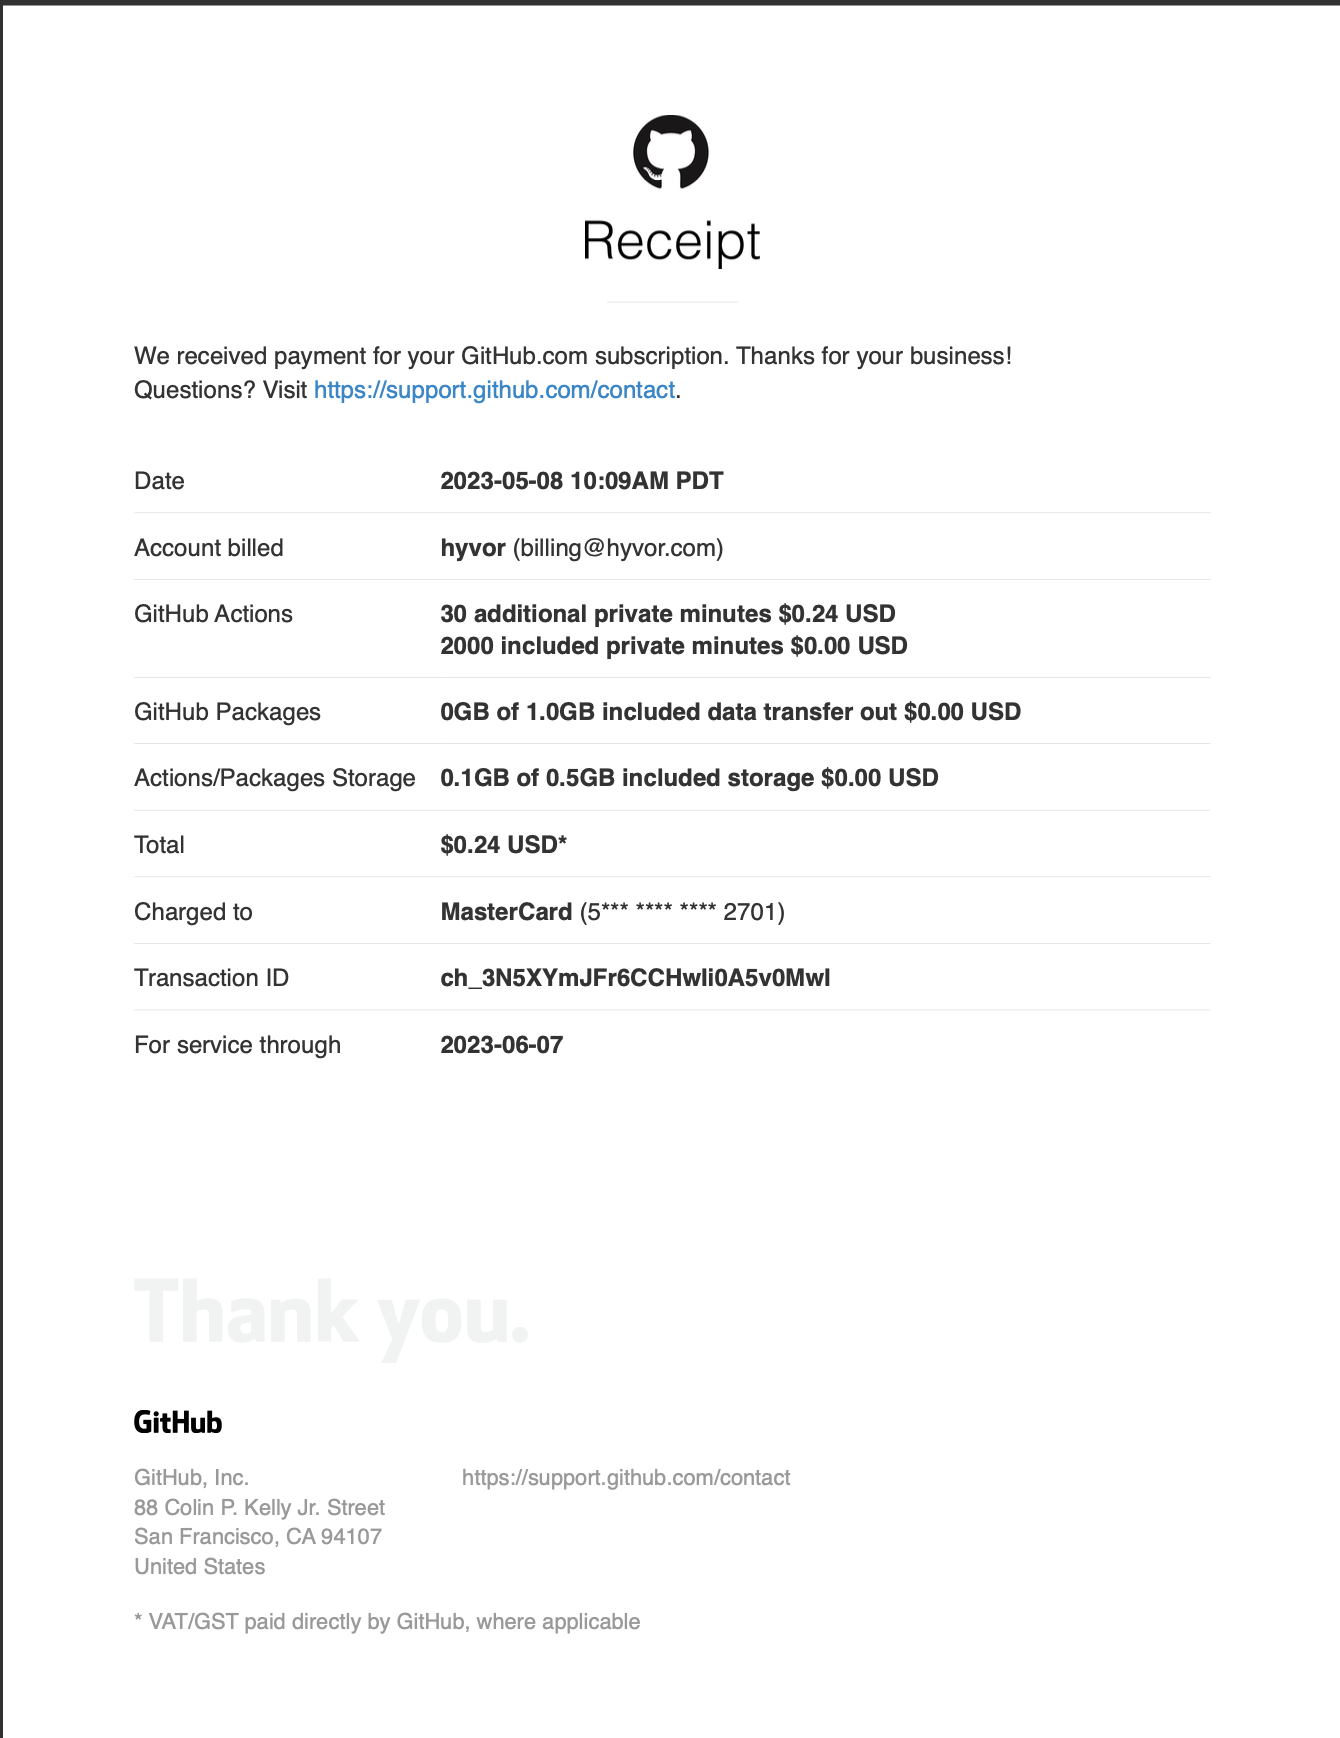 Receipt
We received payment for your GitHub.com subscription. Thanks for your business!
Questions? Visit https://support.github.com/contact.
Date 2023-05-08 10:09AM PDT
Account billed hyvor (billing@hyvor.com)
GitHub Actions 30 additional private minutes $0.24 USD
2000 included private minutes $0.00 USD
GitHub Packages 0GB of 1.0GB included data transfer out $0.00 USD
Actions/Packages Storage 0.1GB of 0.5GB included storage $0.00 USD
Total $0.24 USD*
Charged to MasterCard (5*** **** **** 2701)
Transaction ID ch_3N5XYmJFr6CCHwIi0A5v0MwI
For service through 2023-06-07
Thank you.
GitHub
GitHub, Inc. https://support.github.com/contact
88 Colin P. Kelly Jr. Street
San Francisco, CA 94107
United States
* VAT/GST paid directly by GitHub, where applicable